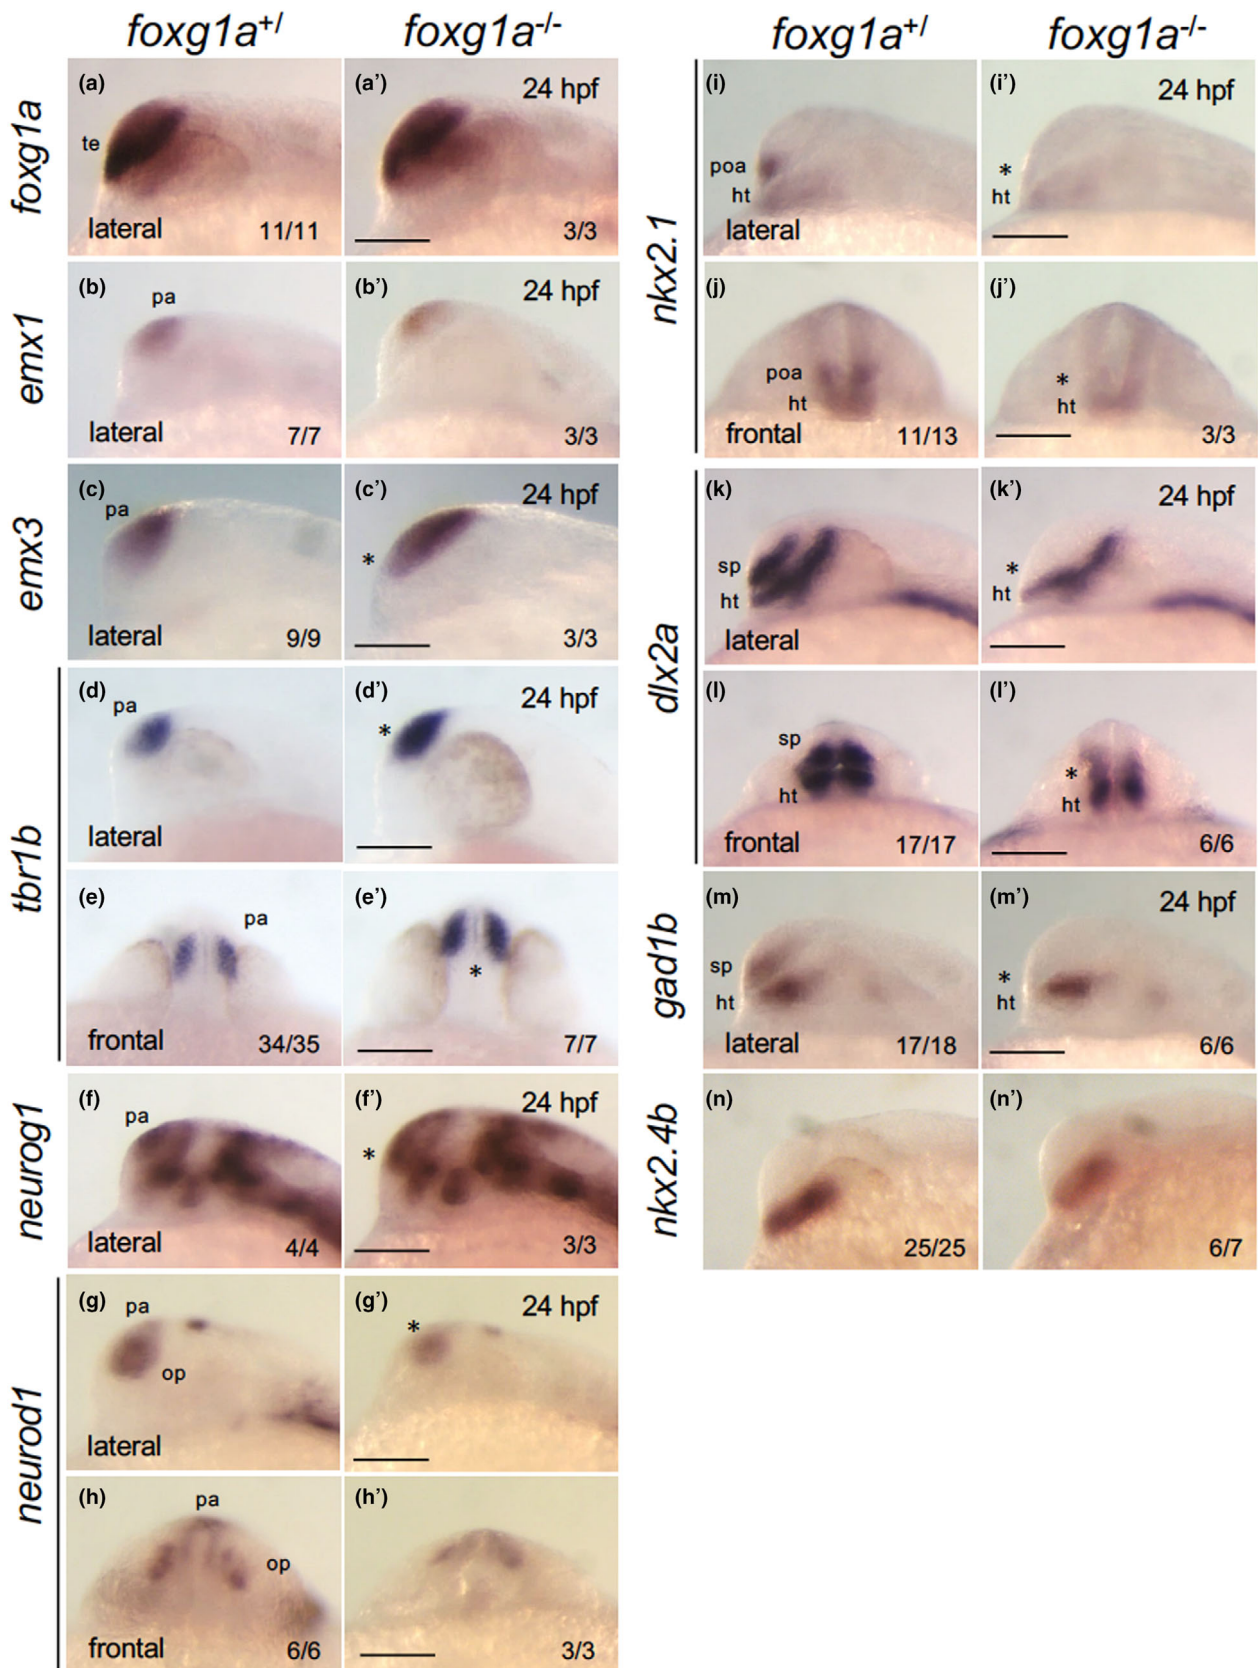 foxg1a+/
foxg1a-/-
foxg1a
(a)
te
lateral
11/11
(a’)
24 hpf
3/3
emx1
(b)
pa
lateral
7/7
(b’)
24 hpf
3/3
emx3
(c)
pa
lateral
9/9
(c’)
24 hpf
*
3/3
tbr1b
(d)
pa
lateral
(d’)
24 hpf
*
(e)
pa
frontal
34/35
(e’)
*
7/7
neurog1
(f)
pa
lateral
4/4
(f’)
24 hpf
*
3/3
neurod1
(g)
pa
op
lateral
(g’)
24 hpf
*
(h)
pa
op
frontal
6/6
(h’)
3/3
foxg1a+/
foxg1a-/-
nkx2.1
(i)
poa
ht
lateral
(i’)
24 hpf
*
ht
(j)
poa
ht
frontal
11/13
(j’)
*
ht
3/3
dlx2a
(k)
sp
ht
lateral
(k’)
24 hpf
*
ht
(l)
sp
ht
frontal
17/17
(l’)
*
ht
6/6
gad1b
(m)
sp
ht
lateral
17/18
(m’)
24 hpf
*
ht
6/6
nkx2.4b
(n)
25/25
(n’)
6/7